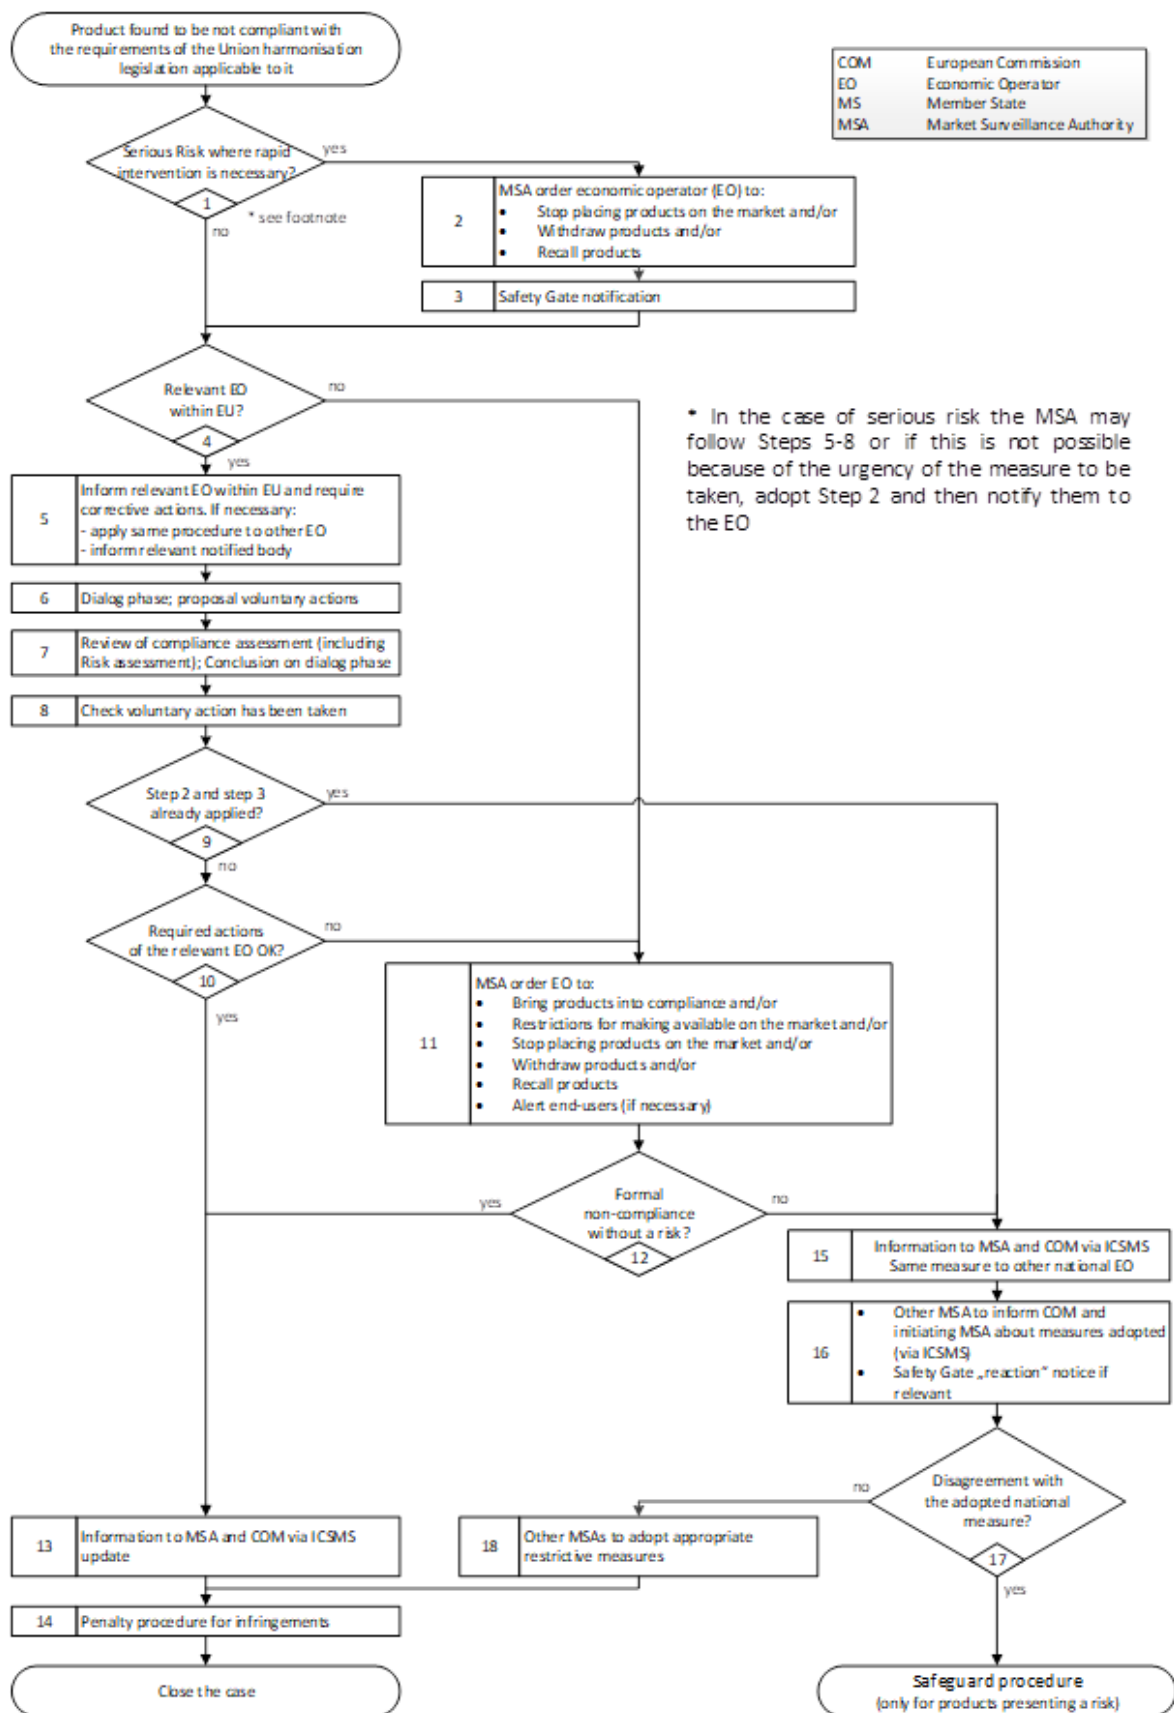 Product found to be not compliant with
the requirements of the Union harmonisation
legislation applicable to it
COM European Commission
EO Economic Operator
MS Member State
MSA Market Surveillance Authority
Serious Risk where rapid
intervention is necessary?
1
yes
no
* see footnote
2
MSA order economic operator (EO) to:
• Stop placing products on the market and/or
• Withdraw products and/or
• Recall products
3 Safety Gate notification
Relevant EO
within EU?
4
no
yes
* In the case of serious risk the MSA may
follow Steps 5-8 or if this is not possible
because of the urgency of the measure to be
taken, adopt Step 2 and then notify them to
the EO
5
Inform relevant EO within EU and require
corrective actions. If necessary:
- apply same procedure to other EO
- inform relevant notified body
6 Dialog phase; proposal voluntary actions
7
Review of compliance assessment (including
Risk assessment); Conclusion on dialog phase
8 Check voluntary action has been taken
Step 2 and step 3
already applied?
9
yes
no
Required actions
of the relevant EO OK?
10
no
yes
11
MSA order EO to:
• Bring products into compliance and/or
• Restrictions for making available on the market and/or
• Stop placing products on the market and/or
• Withdraw products and/or
• Recall products
• Alert end-users (if necessary)
Formal
non-compliance
without a risk?
12
yes
no
15
Information to MSA and COM via ICSMS
Same measure to other national EO
16
• Other MSA to inform COM and
initiating MSA about measures adopted
(via ICSMS)
• Safety Gate „reaction“ notice if
relevant
Disagreement with
the adopted national
measure?
17
no
yes
13
Information to MSA and COM via ICSMS
update
18
Other MSAs to adopt appropriate
restrictive measures
14 Penalty procedure for infringements
Close the case
Safeguard procedure
(only for products presenting a risk)